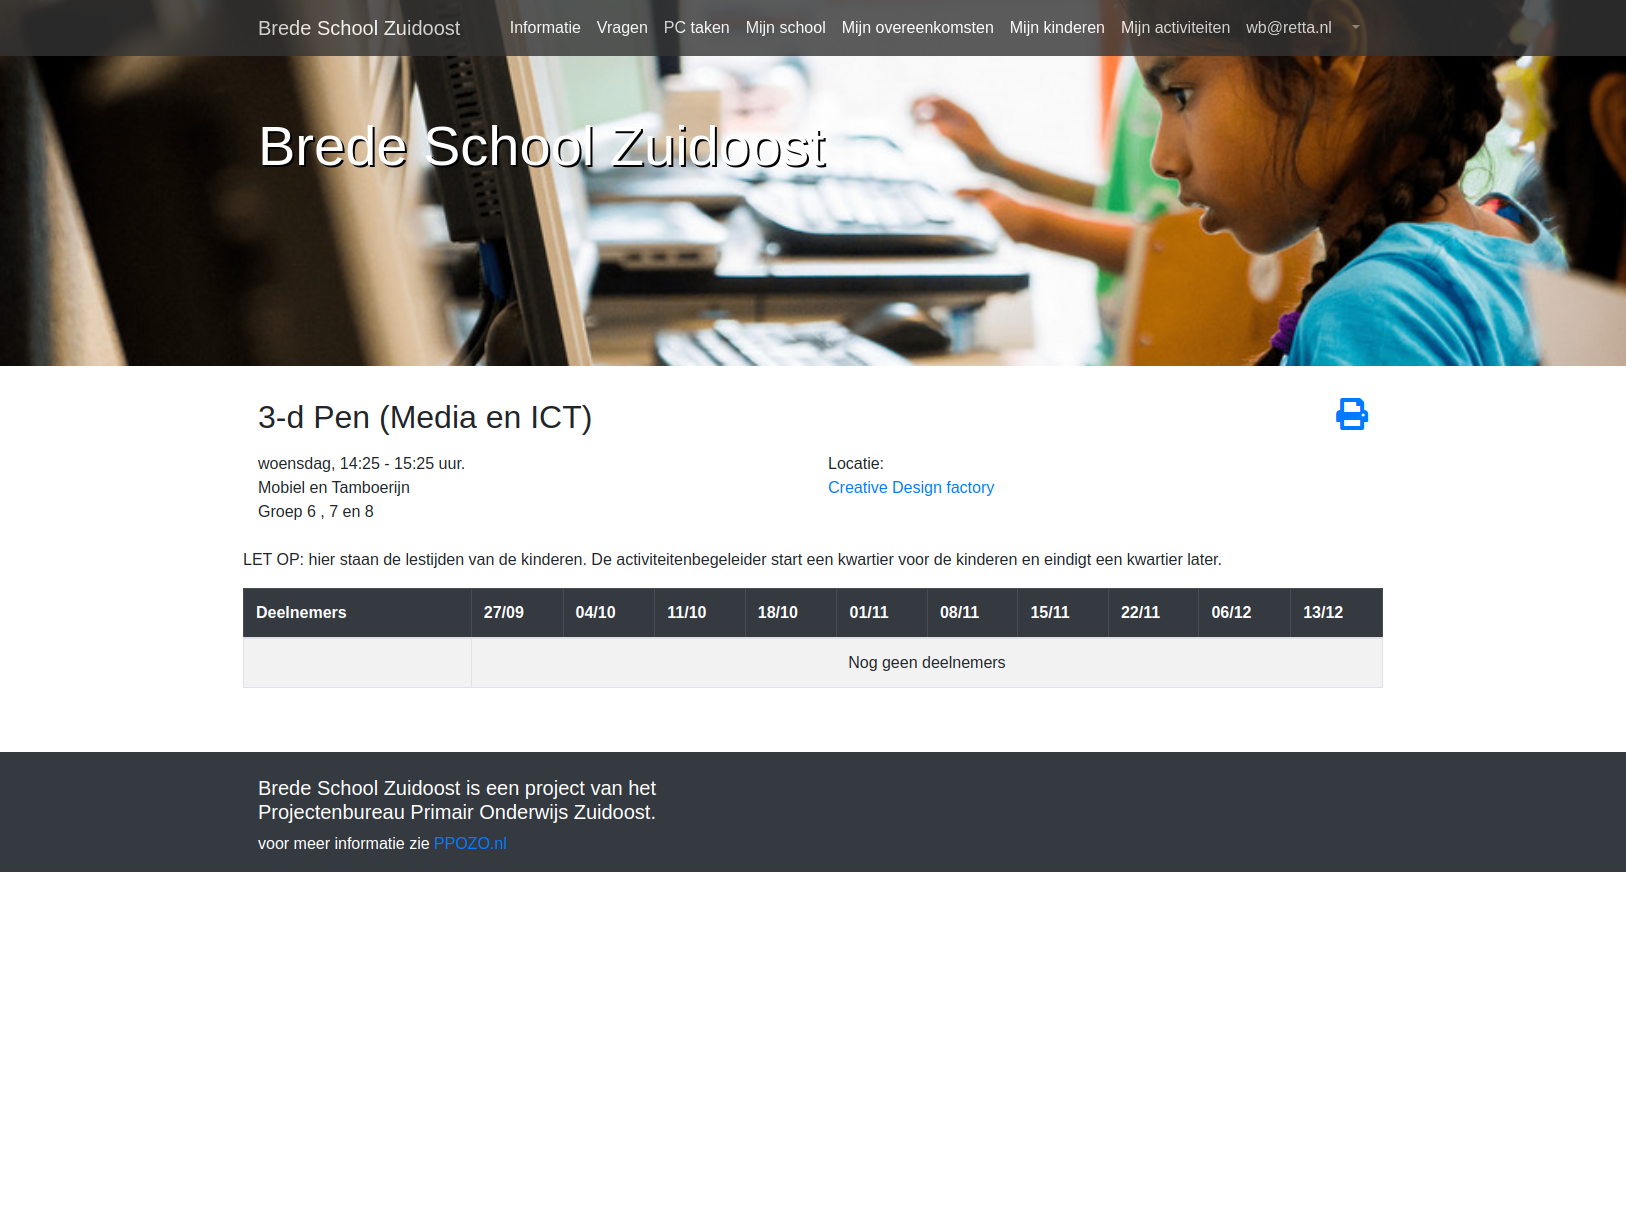 Brede School Zuidoost Informatie Vragen PC taken Mijn school Mijn overeenkomsten Mijn kinderen Mijn activiteiten wb@retta.nl
Brede School Zuidoost
3-d Pen (Media en ICT)
woensdag, 14:25 - 15:25 uur.
Mobiel en Tamboerijn
Groep 6 , 7 en 8
Locatie:
Creative Design factory
LET OP: hier staan de lestijden van de kinderen. De activiteitenbegeleider start een kwartier voor de kinderen en eindigt een kwartier later.
Deelnemers 27/09 04/10 11/10 18/10 01/11 08/11 15/11 22/11 06/12 13/12
Nog geen deelnemers
Brede School Zuidoost is een project van het
Projectenbureau Primair Onderwijs Zuidoost.
voor meer informatie zie PPOZO.nl